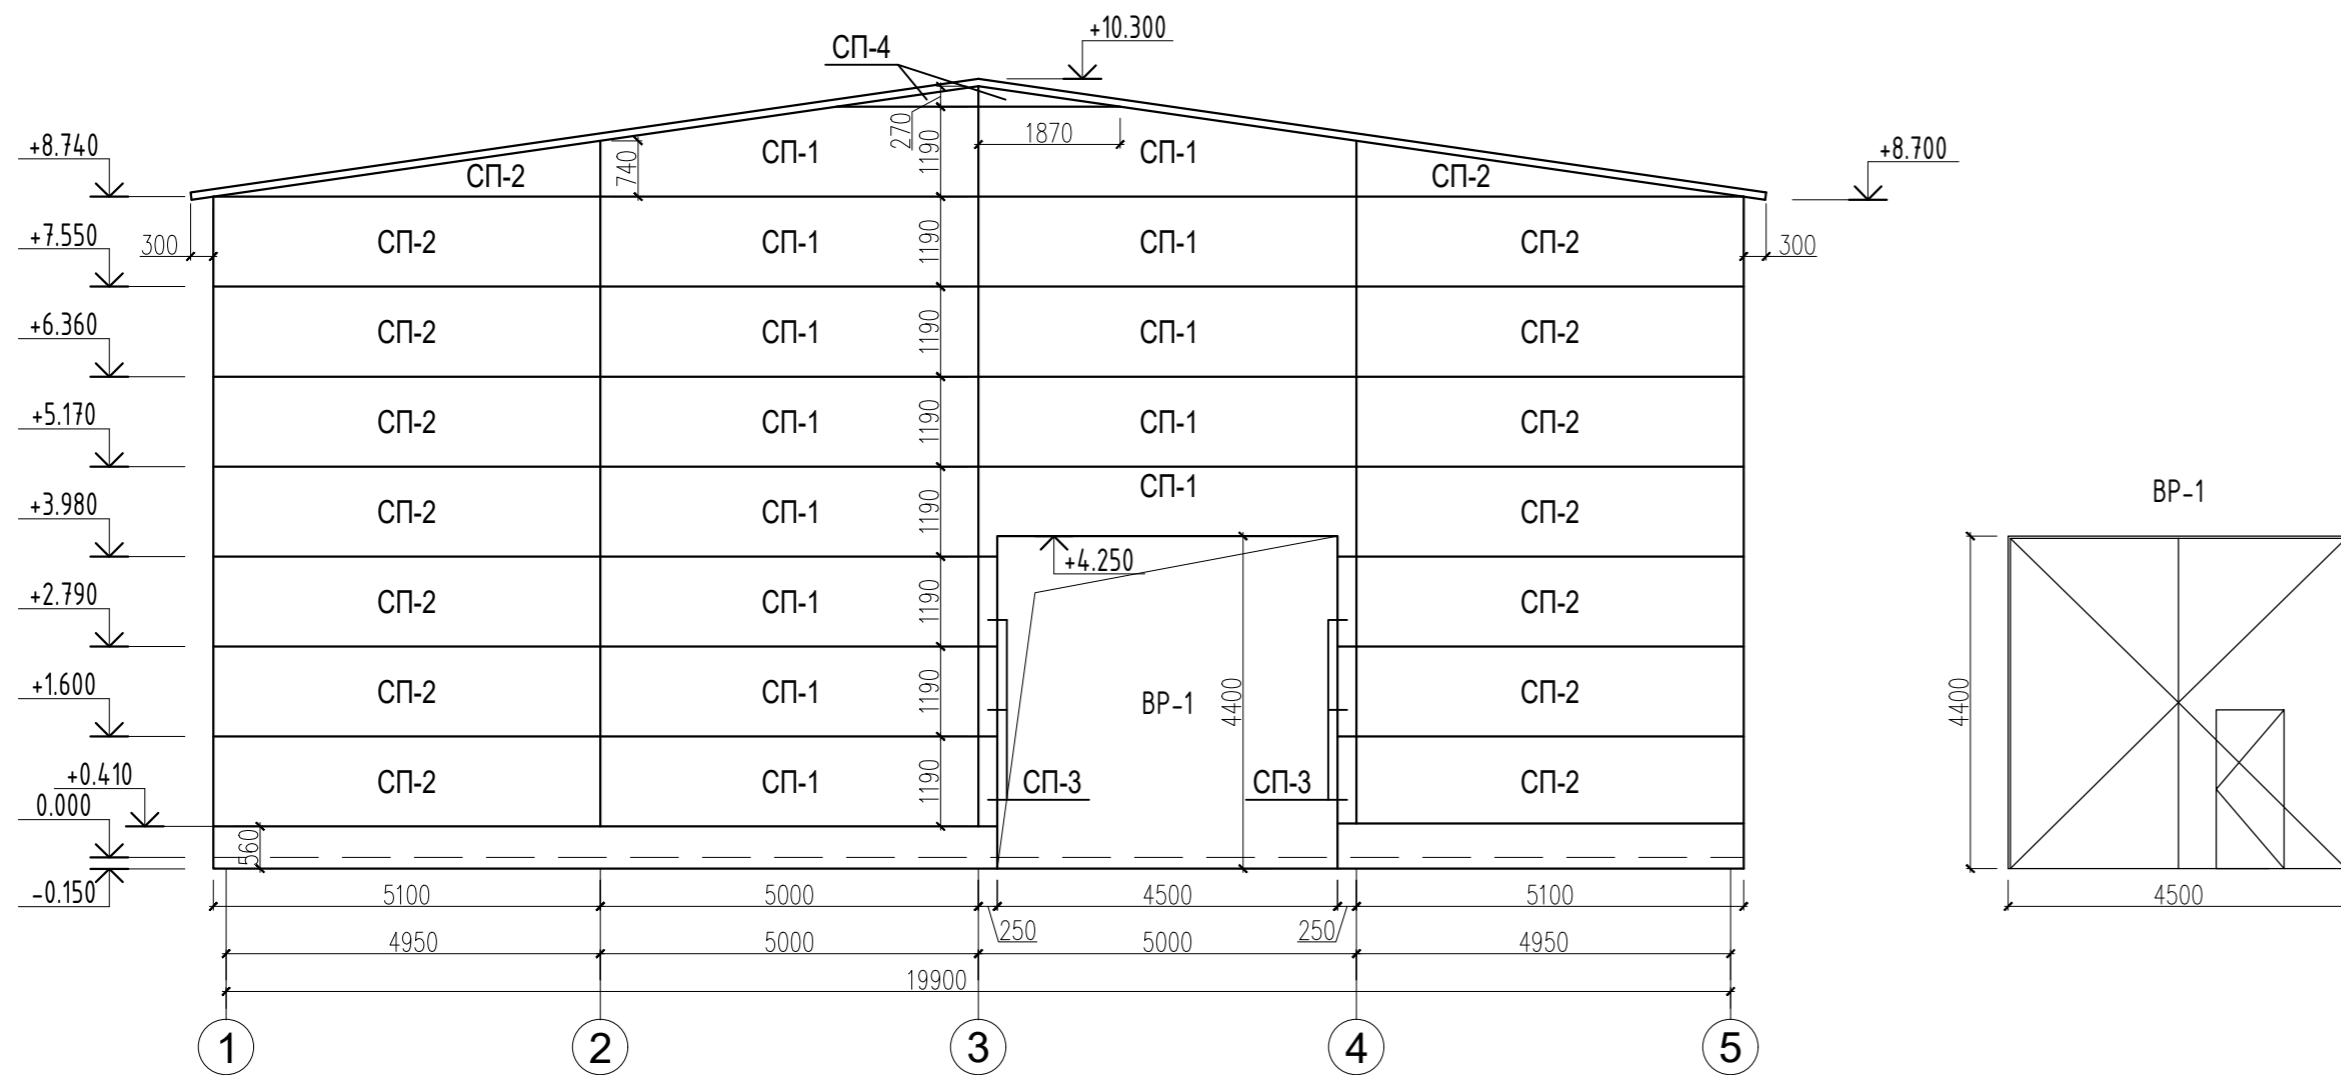 СП-4
+10.300
270
1190
1870
+8.740
СП-2
740
СП-1
СП-1
СП-2
+8.700
+7.550
300
СП-2
СП-1
1190
СП-1
СП-2
300
+6.360
СП-2
СП-1
1190
СП-1
СП-2
+5.170
СП-2
СП-1
1190
СП-1
СП-2
+3.980
СП-2
СП-1
1190
СП-1
СП-2
ВР-1
+4.250
+2.790
СП-2
СП-1
1190
СП-2
+1.600
СП-2
СП-1
1190
ВР-1
4400
СП-2
4400
+0.410
СП-2
СП-1
1190
СП-3
СП-3
СП-2
0.000
560
-0.150
5100
5000
4500
5100
4500
250
250
4950
5000
5000
4950
19900
1
2
3
4
5